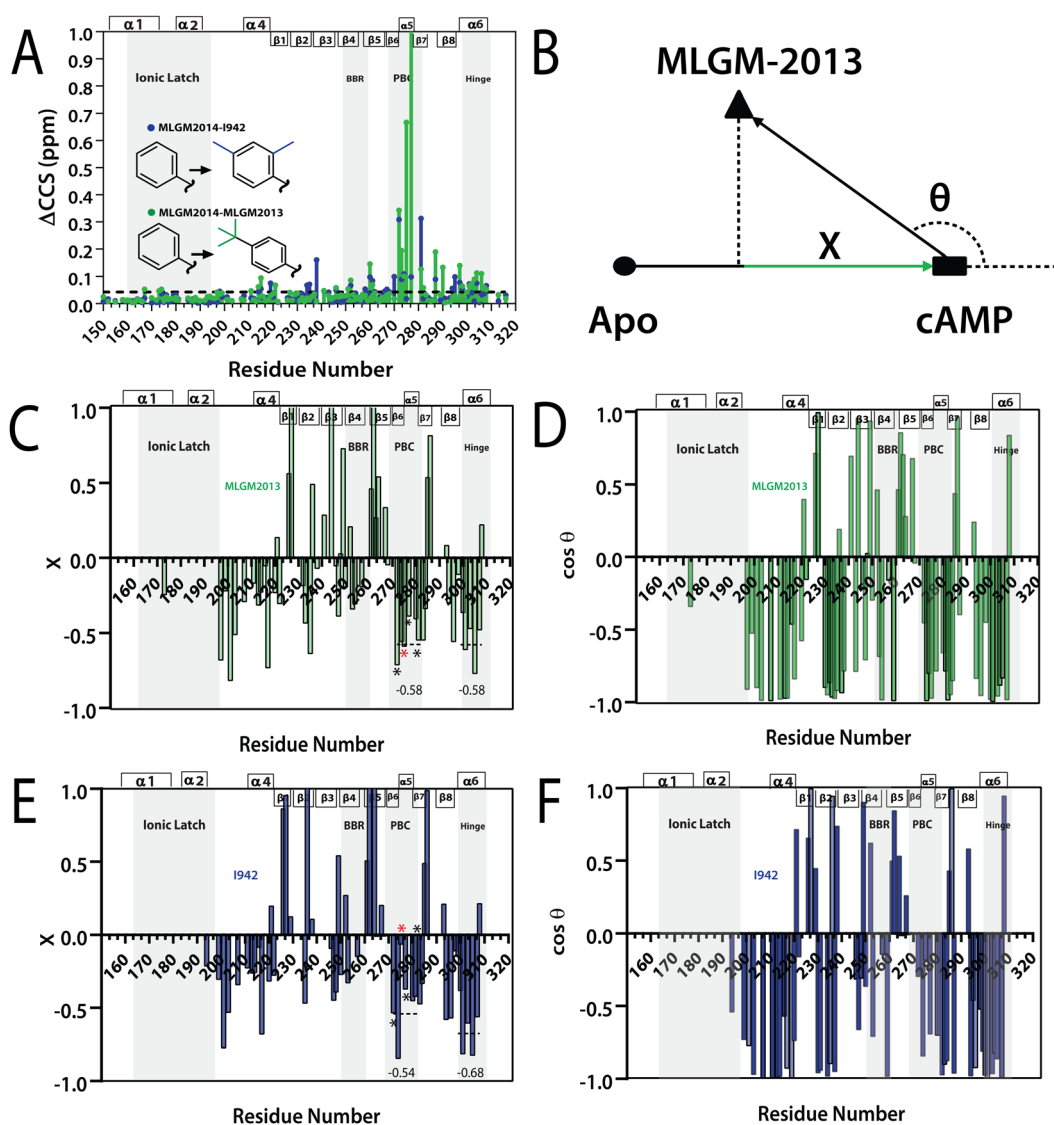 A
α1 α2 α4 α5 α6
β1 β2 β3 β4 β5 β6 β7 β8
Ionic Latch BBR PBC Hinge
MLGM2014-I942
MLGM2014-MLGM2013
ΔCCS (ppm)
1.0
0.9
0.8
0.7
0.6
0.5
0.4
0.3
0.2
0.1
0.0
150 160 170 180 190 200 210 220 230 240 250 260 270 280 290 300 310 320
Residue Number
B
MLGM-2013
θ
X
Apo cAMP
C
α1 α2 α4 α5 α6
β1 β2 β3 β4 β5 β6 β7 β8
Ionic Latch BBR PBC Hinge
MLGM2013
X
1.0
0.5
0.0
-0.5
-1.0
160 170 180 190 200 210 220 230 240 250 260 270 280 290 300 310 320
* * * *
-0.58 -0.58
Residue Number
D
α1 α2 α4 α5 α6
β1 β2 β3 β4 β5 β6 β7 β8
Ionic Latch BBR PBC Hinge
MLGM2013
cos θ
1.0
0.5
0.0
-0.5
-1.0
160 170 180 190 200 210 220 230 240 250 260 270 280 290 300 310 320
Residue Number
E
α1 α2 α4 α5 α6
β3 β4 β5 β6 β7 β8
Ionic Latch BBR PBC Hinge
I942
X
1.0
0.5
0.0
-0.5
-1.0
160 170 180 190 200 210 220 230 240 250 260 270 280 290 300 310 320
* * * *
-0.54 -0.68
Residue Number
F
α1 α2 α4 α5 α6
β1 β2 β3 β4 β5 β6 β7 β8
Ionic Latch BBR PBC Hinge
I942
cos θ
1.0
0.5
0.0
-0.5
-1.0
160 170 180 190 200 210 220 230 240 250 260 270 280 290 300 310 320
Residue Number